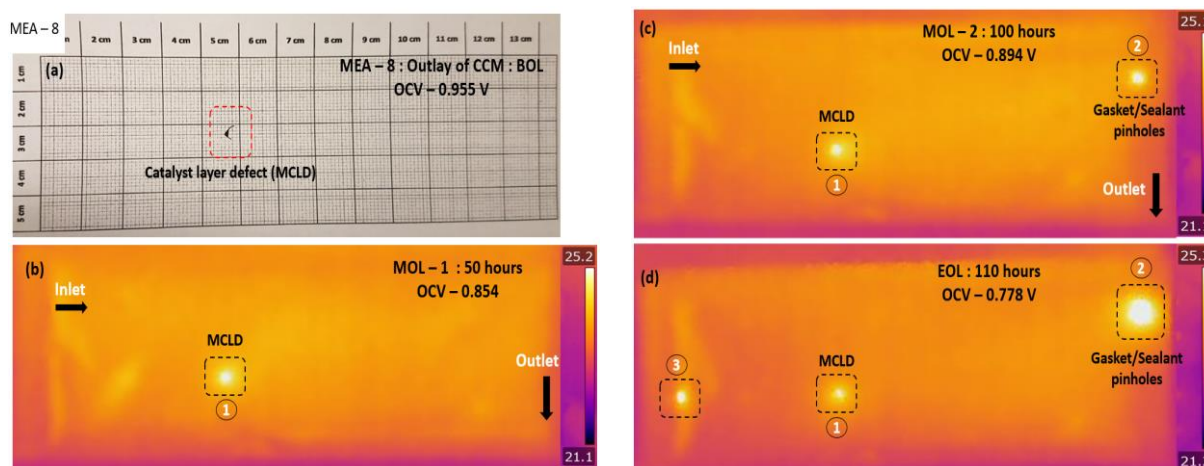 MEA – 8
2 cm 3 cm 4 cm 5 cm 6 cm 7 cm 8 cm 9 cm 10 cm 11 cm 12 cm 13 cm
1 cm
2 cm
3 cm
4 cm
5 cm
(a)
MEA – 8 : Outlay of CCM : BOL
OCV – 0.955 V
Catalyst layer defect (MCLD)
(b)
MOL – 1 : 50 hours
OCV – 0.854
25.2
Inlet
MCLD
1
Outlet
21.1
(c)
MOL – 2 : 100 hours
OCV – 0.894 V
Inlet
2
Gasket/Sealant
pinholes
MCLD
1
Outlet
(d)
EOL : 110 hours
OCV – 0.778 V
2
Gasket/Sealant
pinholes
3
MCLD
1